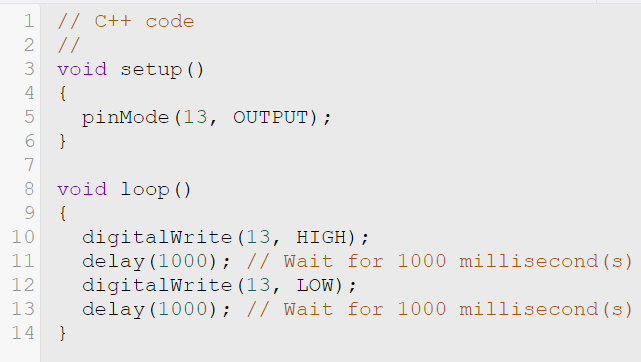 1 // C++ code
2 //
3 void setup()
4 {
5   pinMode(13, OUTPUT);
6 }
7
8 void loop()
9 {
10   digitalWrite(13, HIGH);
11   delay(1000); // Wait for 1000 millisecond(s)
12   digitalWrite(13, LOW);
13   delay(1000); // Wait for 1000 millisecond(s)
14 }